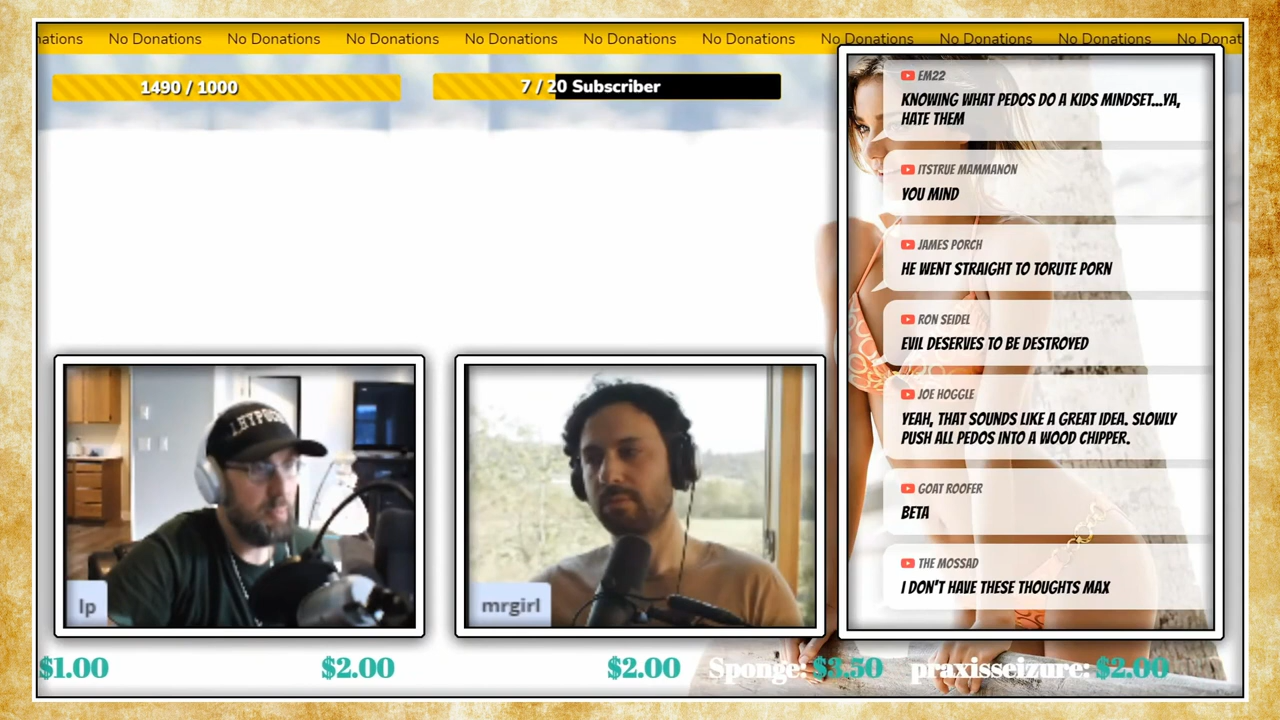 ations No Donations No Donations No Donations No Donations No Donations No Donations No Donations No Donations No Donations No Donat
1490 / 1000
7 / 20 Subscriber
EM22
KNOWING WHAT PEDOS DO A KIDS MINDSET...YA,
HATE THEM
ITSTRUE MAMMANON
YOU MIND
JAMES PORCH
HE WENT STRAIGHT TO TORUTE PORN
RON SEIDEL
EVIL DESERVES TO BE DESTROYED
JOE HOGGLE
YEAH, THAT SOUNDS LIKE A GREAT IDEA. SLOWLY
PUSH ALL PEDOS INTO A WOOD CHIPPER.
GOAT ROOFER
BETA
THE MOSSAD
I DON'T HAVE THESE THOUGHTS MAX
lp
mrgirl
$1.00 $2.00 $2.00 Sponge: $3.50 praxisseizure: $2.00